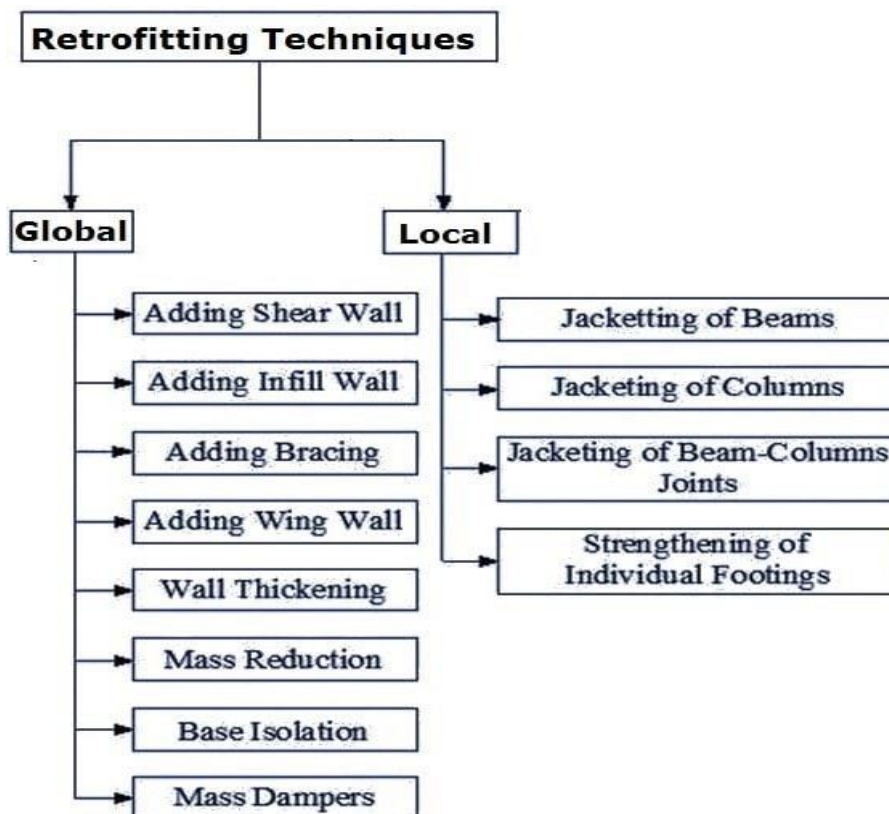 Retrofitting Techniques
Global
Adding Shear Wall
Adding Infill Wall
Adding Bracing
Adding Wing Wall
Wall Thickening
Mass Reduction
Base Isolation
Mass Dampers
Local
Jacketting of Beams
Jacketing of Columns
Jacketing of Beam-Columns
Joints
Strengthening of
Individual Footings